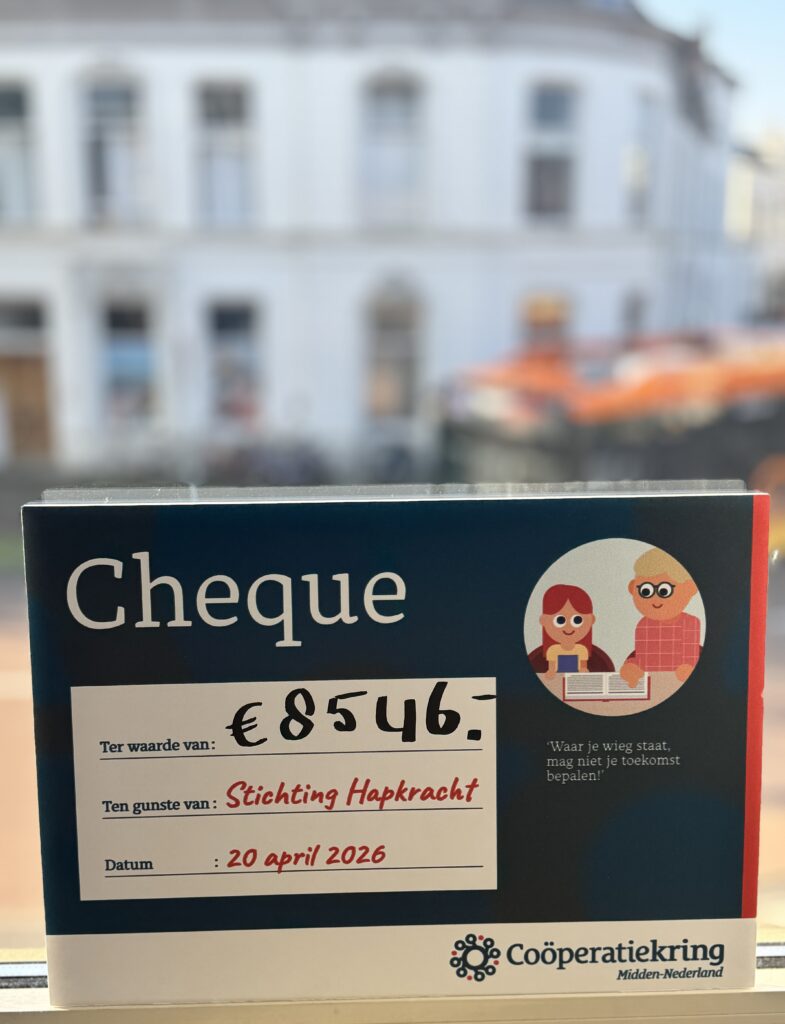 Cheque
Ter waarde van: € 8546.-
Ten gunste van: Stichting Hapkracht
Datum : 20 april 2026
'Waar je wieg staat,
mag niet je toekomst
bepalen!'
Coöperatiekring
Midden-Nederland